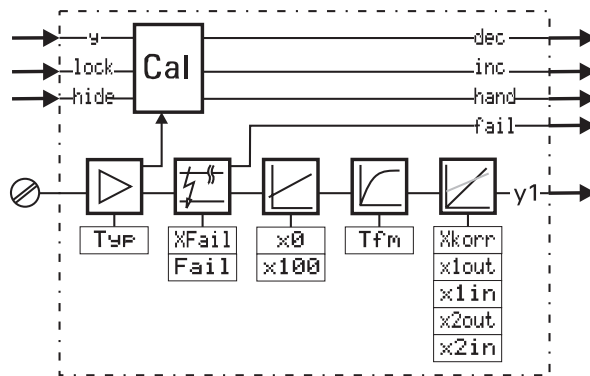 y
dec
Cal
lock
inc
hide
hand
fail
y1
Typ
XFail
Fail
x0
x100
Tfm
Xkorr
x1out
x1in
x2out
x2in